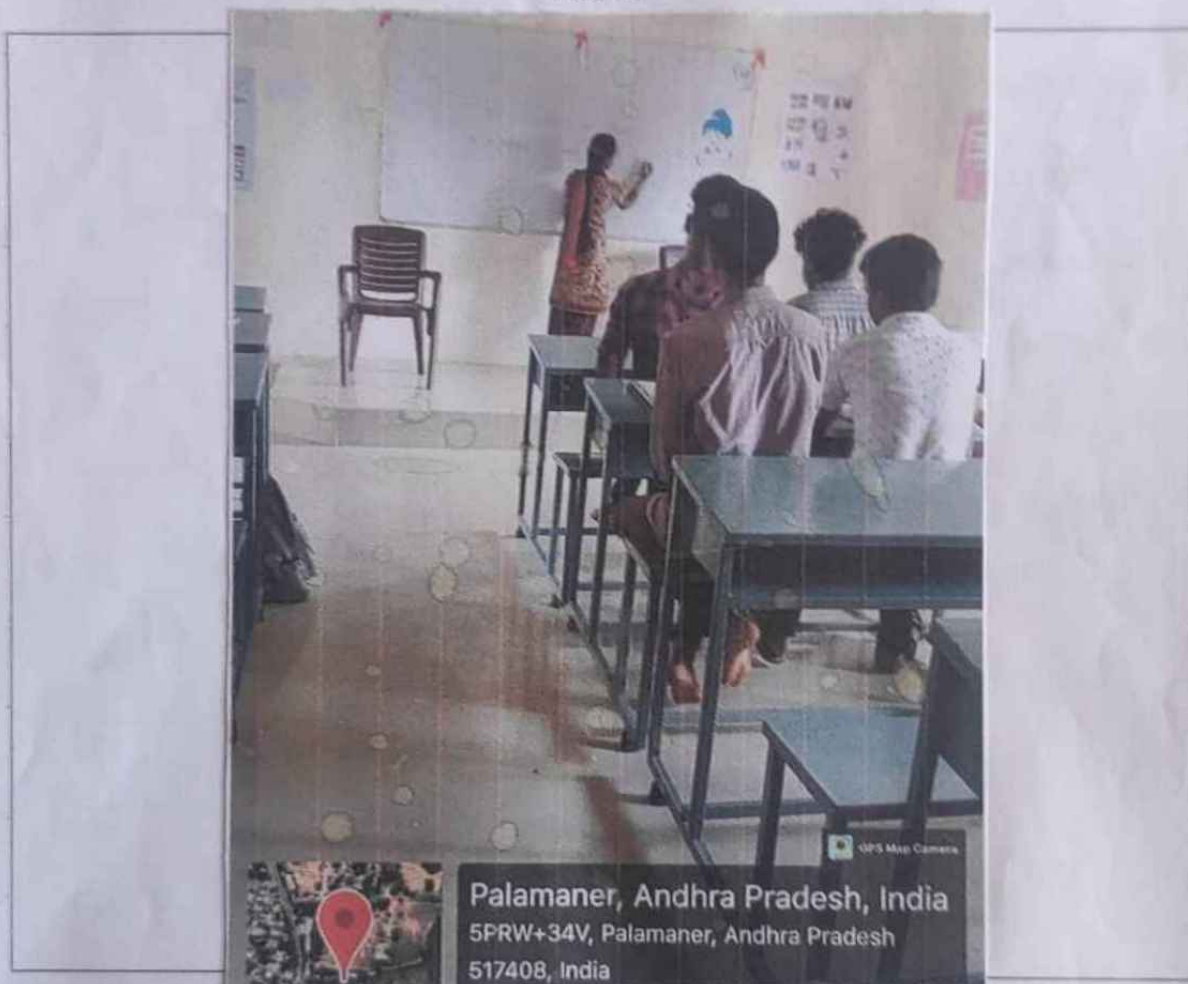 GPS Map Camera
Palamaner, Andhra Pradesh, India
5PRW+34V, Palamaner, Andhra Pradesh
517408, India